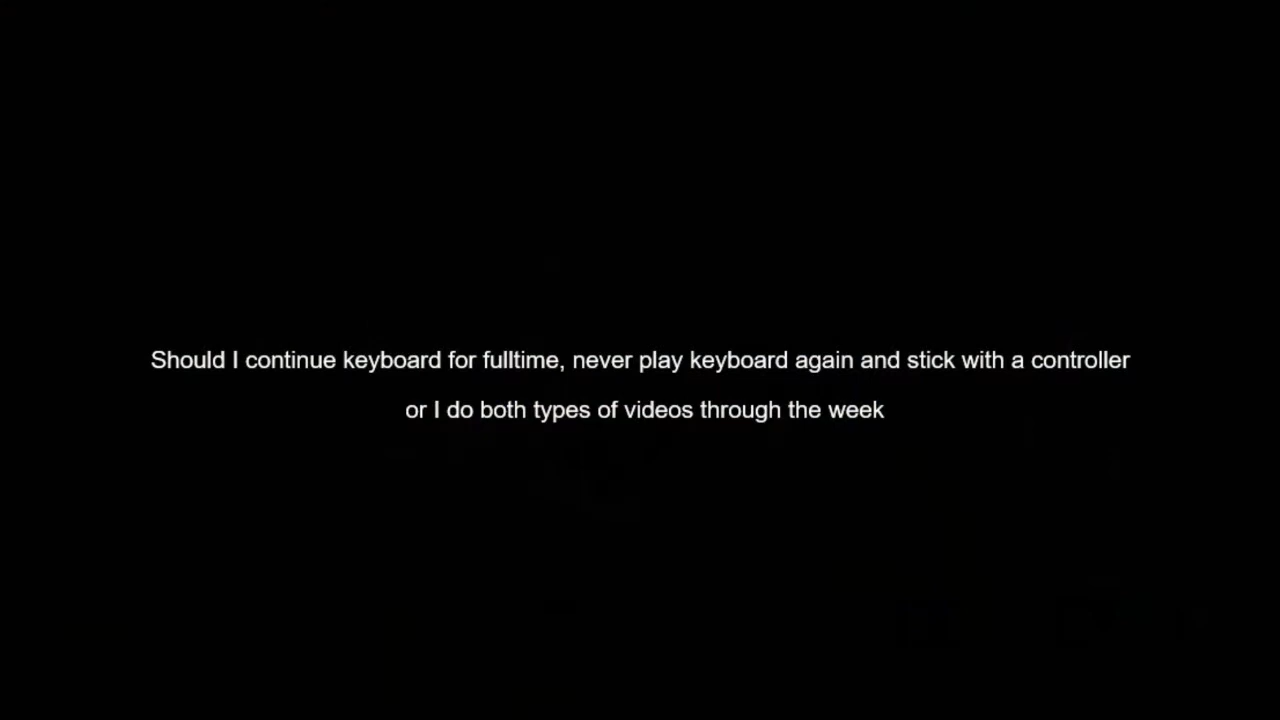 Should I continue keyboard for fulltime, never play keyboard again and stick with a controller
or I do both types of videos through the week